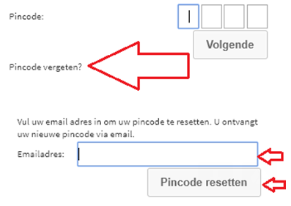 Pincode:
Volgende
Pincode vergeten?
Vul uw email adres in om uw pincode te resetten. U ontvangt
uw nieuwe pincode via email.
Emailadres:
Pincode resetten